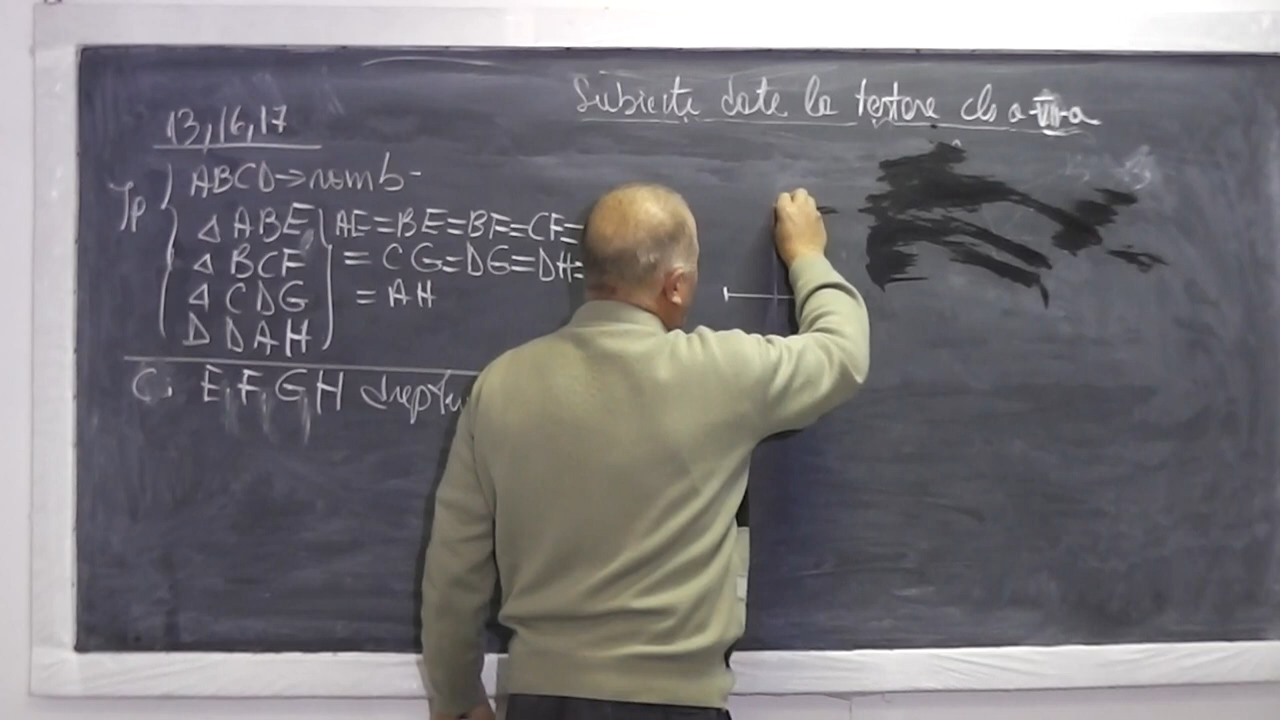 Subiecte date la testare cls a-VII-a
13, 16, 17
Ip
ABCD→romb
△ ABE AE=BE=BF=CF=
△ BCF = CG=DG=DH=
△ CDG = AH
D DAH
C: E, F, G, H